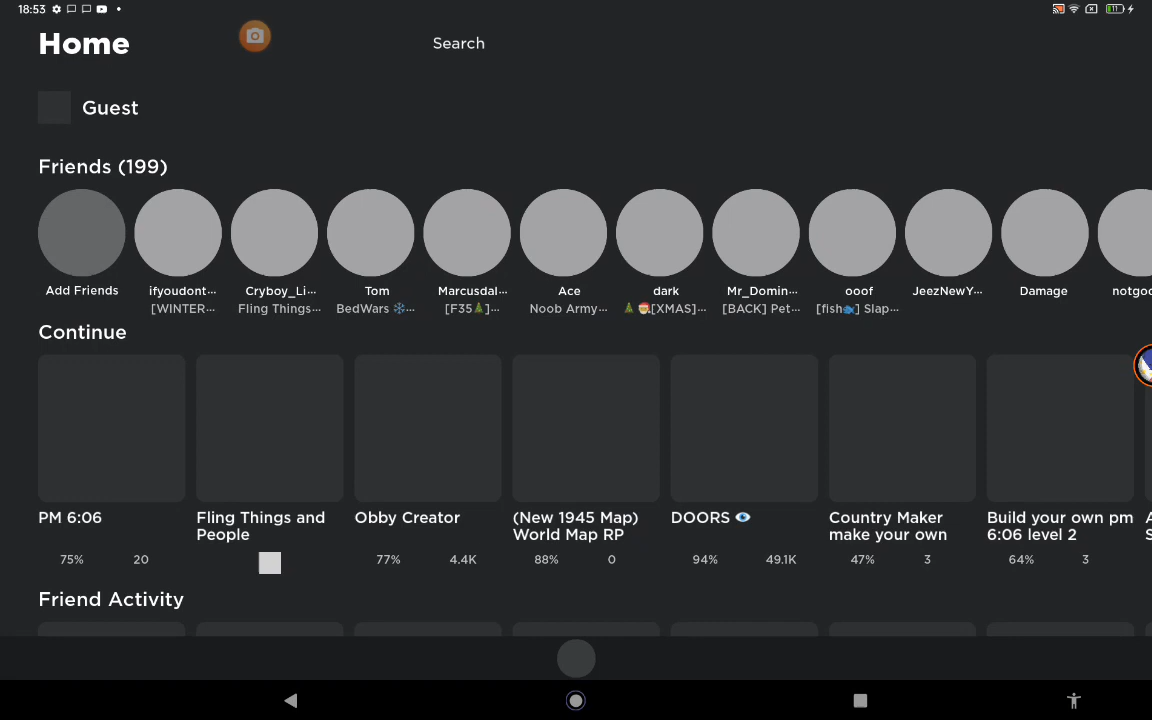 18:53
11
Home
Search
Guest
Friends (199)
Add Friends
ifyoudont...
Cryboy_Li...
Tom
Marcusdal...
Ace
dark
Mr_Domin...
ooof
JeezNewY...
Damage
notgoo
[WINTER...
Fling Things...
BedWars ❄️...
[F35🎄]...
Noob Army...
🎄🎅[XMAS]...
[BACK] Pet...
[fish🐟] Slap...
Continue
PM 6:06
Fling Things and
People
Obby Creator
(New 1945 Map)
World Map RP
DOORS 👁️
Country Maker
make your own
Build your own pm
6:06 level 2
75% 20
77% 4.4K
88% 0
94% 49.1K
47% 3
64% 3
Friend Activity